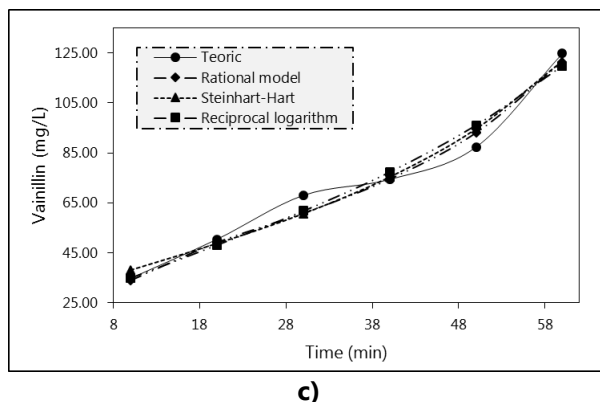 125.00
105.00
85.00
65.00
45.00
25.00
Vainillin (mg/L)
Teoric
Rational model
Steinhart-Hart
Reciprocal logarithm
8 18 28 38 48 58
Time (min)
c)